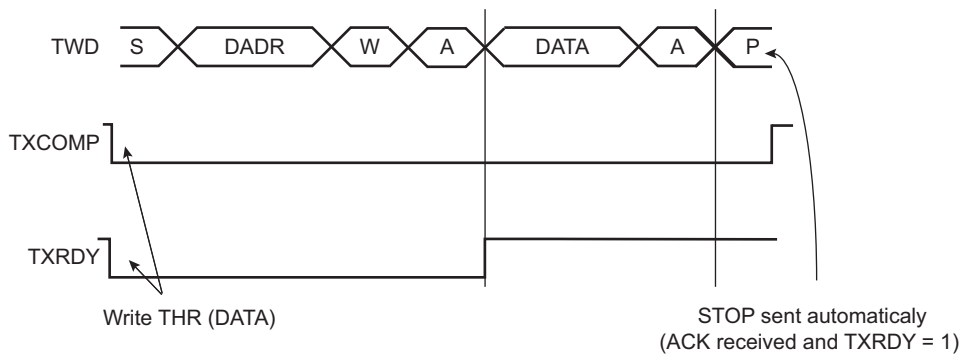 TWD S DADR W A DATA A P
TXCOMP
TXRDY
Write THR (DATA)
STOP sent automaticaly
(ACK received and TXRDY = 1)